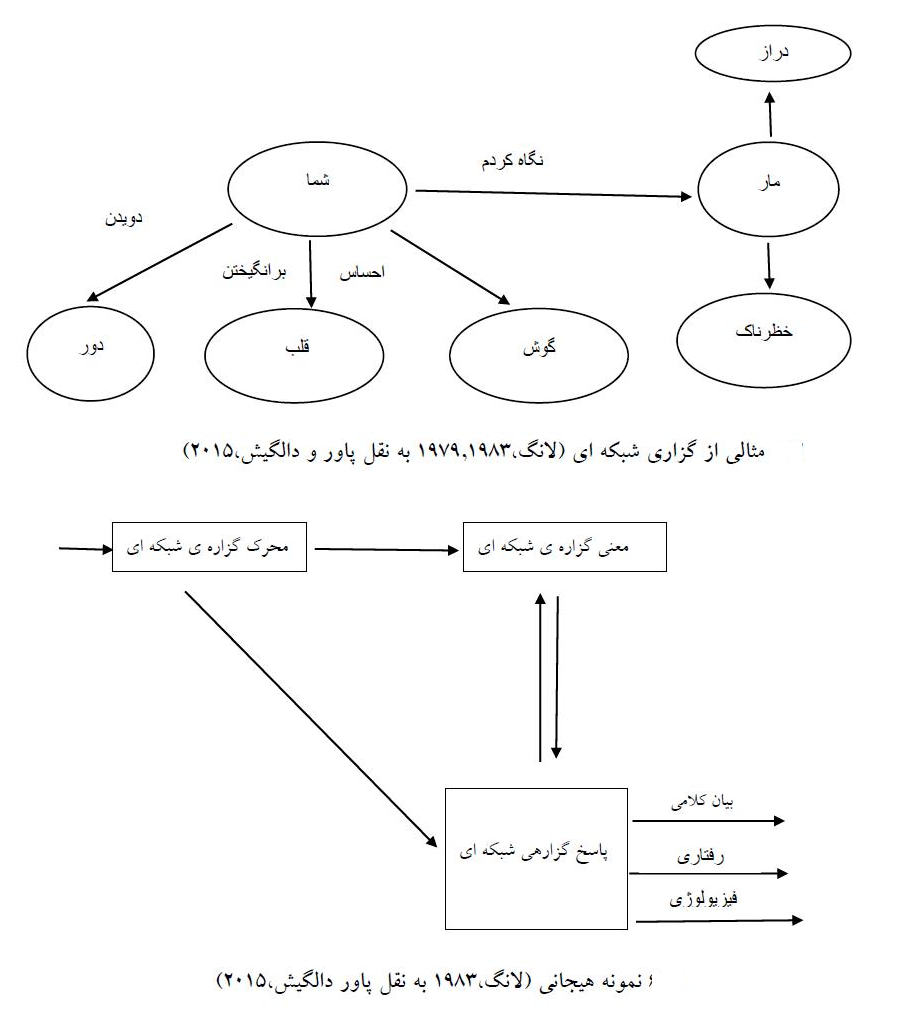 دراز
نگاه کردم
شما
مار
دویدن
برانگیختن
احساس
دور
قلب
گوش
خظرناک
مثالی از گزاری شبکه ای (لانگ،۱۹۷۹,۱۹۸۳ به نقل پاور و دالگیش،۲۰۱۵)
محرک گزاره ی شبکه ای
معنی گزاره ی شبکه ای
بیان کلامی
پاسخ گزارهی شبکه ای
رفتاری
فیزیولوژی
۶ نمونه هیجانی (لانگ،۱۹۸۳ به نقل پاور دالگیش،۲۰۱۵)